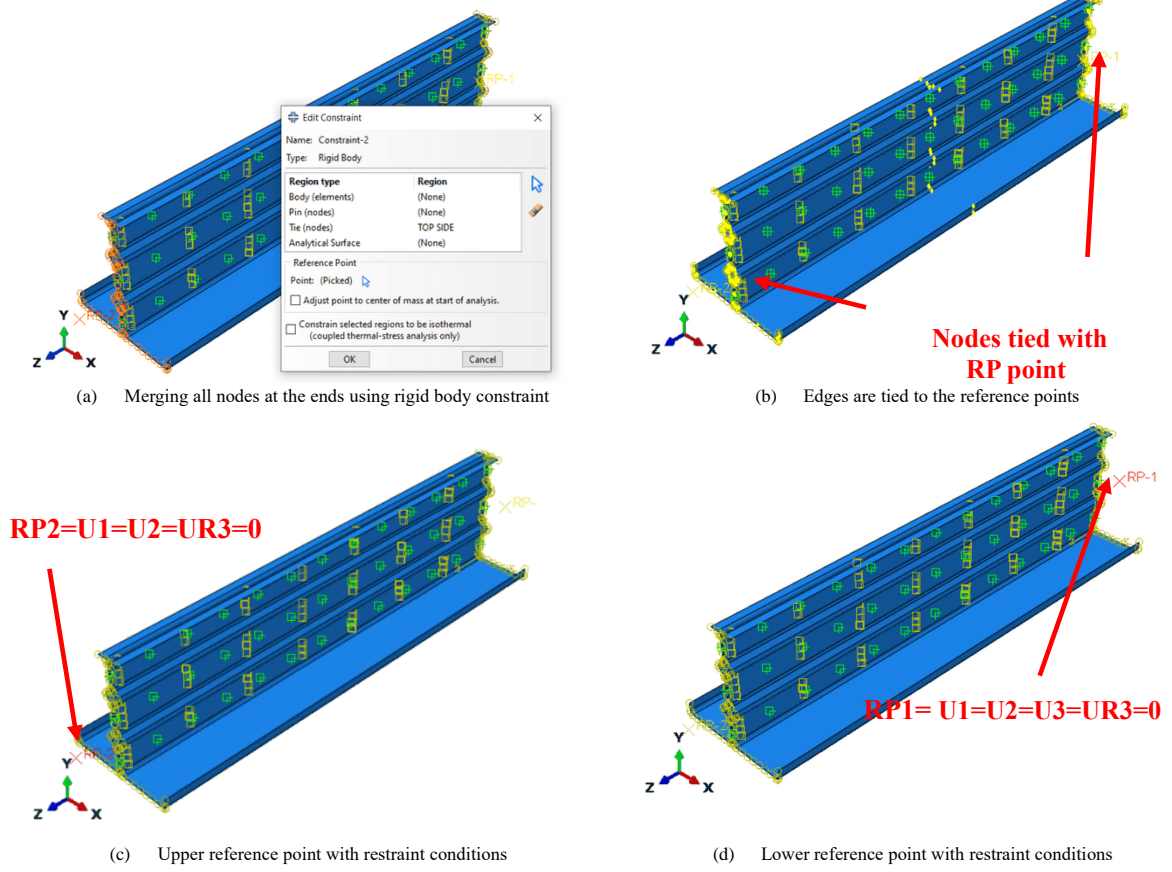 RP-1
Edit Constraint
Name: Constraint-2
Type: Rigid Body
Region type Region
Body (elements) (None)
Pin (nodes) (None)
Tie (nodes) TOP SIDE
Analytical Surface (None)
Reference Point
Point: (Picked)
Adjust point to center of mass at start of analysis.
Constrain selected regions to be isothermal
(coupled thermal-stress analysis only)
OK Cancel
RP-2
Y
Z X
(a) Merging all nodes at the ends using rigid body constraint
RP-2
Y
Z X
Nodes tied with
RP point
(b) Edges are tied to the reference points
RP-
RP2=U1=U2=UR3=0
Y
Z X
(c) Upper reference point with restraint conditions
RP-1
RP1= U1=U2=U3=UR3=0
RP-2
Y
Z X
(d) Lower reference point with restraint conditions